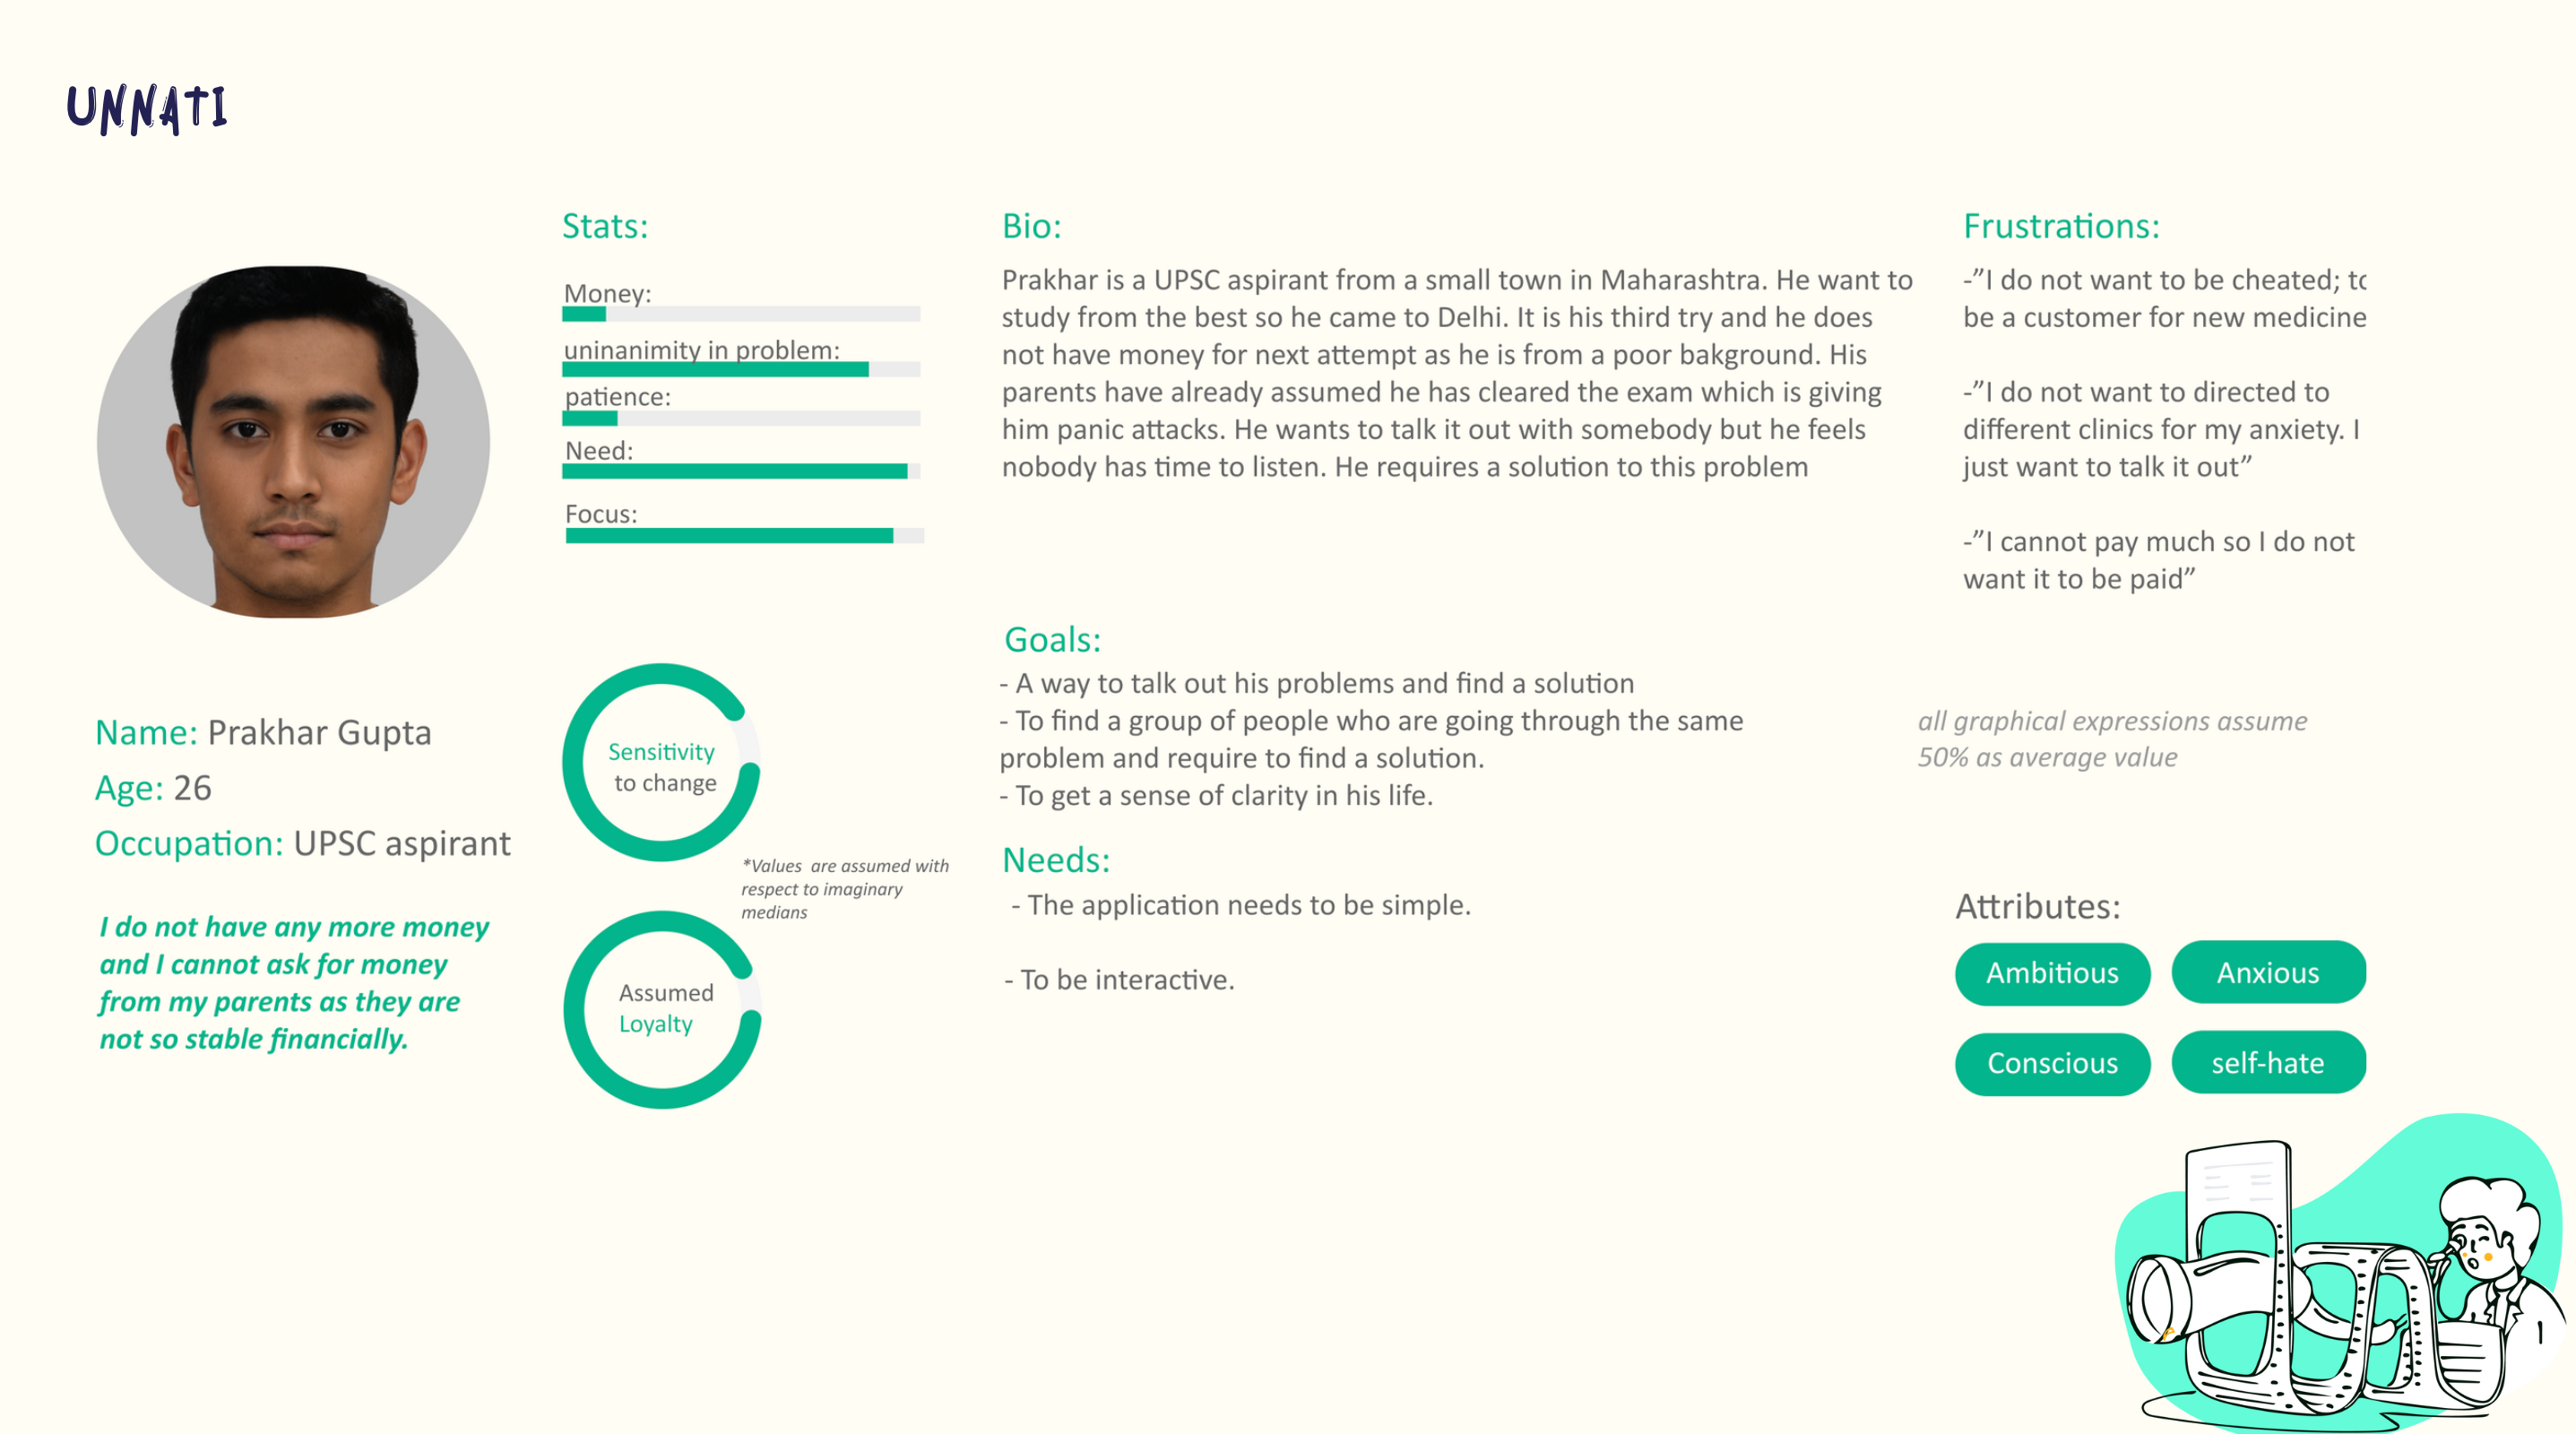 UNNATI
Name: Prakhar Gupta
Age: 26
Occupation: UPSC aspirant
I do not have any more money
and I cannot ask for money
from my parents as they are
not so stable financially.
Stats:
Money:
uninanimity in problem:
patience:
Need:
Focus:
Sensitivity
to change
*Values are assumed with
respect to imaginary
medians
Assumed
Loyalty
Bio:
Prakhar is a UPSC aspirant from a small town in Maharashtra. He want to
study from the best so he came to Delhi. It is his third try and he does
not have money for next attempt as he is from a poor bakground. His
parents have already assumed he has cleared the exam which is giving
him panic attacks. He wants to talk it out with somebody but he feels
nobody has time to listen. He requires a solution to this problem
Goals:
- A way to talk out his problems and find a solution
- To find a group of people who are going through the same
problem and require to find a solution.
- To get a sense of clarity in his life.
Needs:
- The application needs to be simple.
- To be interactive.
Frustrations:
-”I do not want to be cheated; to
be a customer for new medicine
-”I do not want to directed to
different clinics for my anxiety. I
just want to talk it out”
-”I cannot pay much so I do not
want it to be paid”
all graphical expressions assume
50% as average value
Attributes:
Ambitious
Anxious
Conscious
self-hate